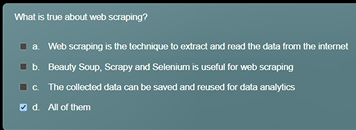 What is true about web scraping?
a. Web scraping is the technique to extract and read the data from the internet
b. Beauty Soup, Scrapy and Selenium is useful for web scraping
c. The collected data can be saved and reused for data analytics
d. All of them